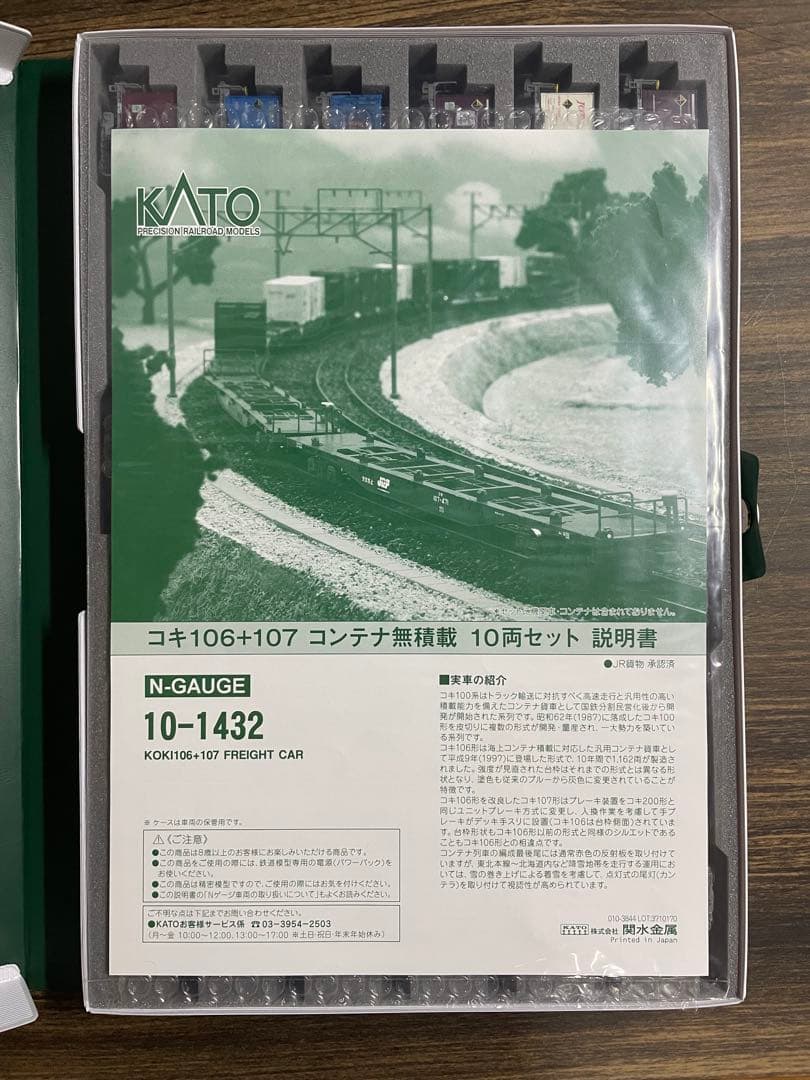 KATO
PRECISION RAILROAD MODELS
コキ106+107 コンテナ無積載 10両セット 説明書
●JR貨物 承認済
N-GAUGE
10-1432
KOKI106+107 FREIGHT CAR
※ ケースは車両の保管用です。
⚠〈ご注意〉
●この商品は8歳以上のお客様にお楽しみいただける商品です。
●この商品をご使用の際には、鉄道模型専用の電源(パワーパック)を
お使いください。
●この商品は精密模型ですので、ご使用の際にはお気を付けください。
●この説明書の「Nゲージ車両の取り扱いについて」もよくお読みください。
ご不明な点は下記までお問い合わせください。
●KATOお客様サービス係 ☎03-3954-2503
(月〜金 10:00〜12:00、13:00〜17:00 ※土日・祝日・年末年始休み)
■実車の紹介
コキ100系はトラック輸送に対抗すべく高速走行と汎用性の高い
積載能力を備えたコンテナ貨車として国鉄分割民営化後から開
発が開始された系列です。昭和62年(1987)に落成したコキ100
形を皮切りに複数の形式が開発・量産され、一大勢力を築いてい
る系列です。
コキ106形は海上コンテナ積載に対応した汎用コンテナ貨車とし
て平成9年(1997)に登場した形式で、10年間で1,162両が製造さ
れました。強度が見直された台枠はそれまでの形式とは異なる形
状となり、塗色も従来のブルーから灰色に変更されていることが
特徴です。
コキ106形を改良したコキ107形はブレーキ装置をコキ200形と
同じユニットブレーキ方式に変更し、入換作業を考慮して手ブ
レーキがデッキ手スリに設置(コキ106は台枠側面)されていま
す。台枠形状もコキ106形以前の形式と同様のシルエットである
こともコキ106形との相違点です。
コンテナ列車の編成最後尾には通常赤色の反射板を取り付けて
いますが、東北本線〜北海道内など降雪地帯を走行する運用にお
いては、雪の巻き上げによる着雪を考慮して、点灯式の尾灯(カン
テラ)を取り付けて視認性が高められています。
010-3844 LOT.3710170
KATO 株式会社 関水金属
Printed in Japan